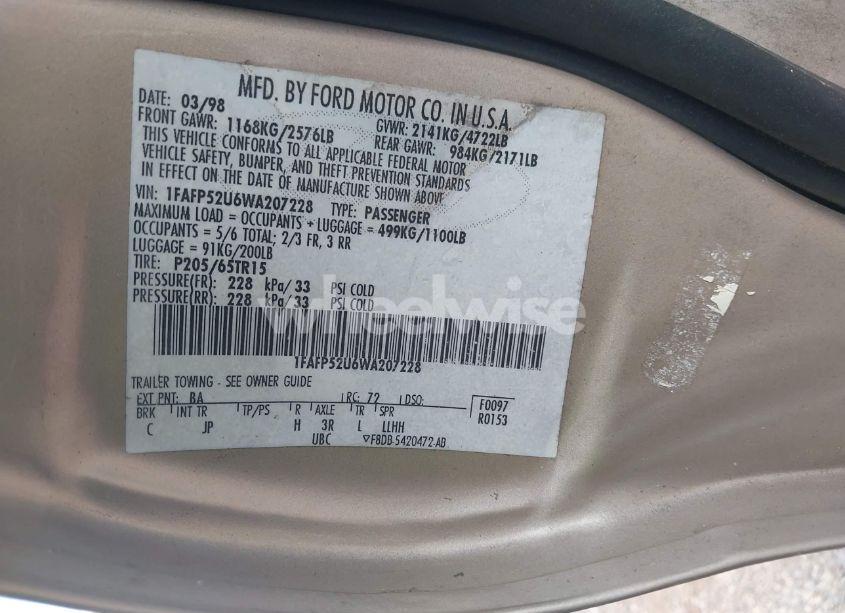 MFD. BY FORD MOTOR CO. IN U.S.A.
DATE: 03/98 GVWR: 2141KG/4722LB
FRONT GAWR: 1168KG/2576LB REAR GAWR: 984KG/2171LB
THIS VEHICLE CONFORMS TO ALL APPLICABLE FEDERAL MOTOR
VEHICLE SAFETY, BUMPER, AND THEFT PREVENTION STANDARDS
IN EFFECT ON THE DATE OF MANUFACTURE SHOWN ABOVE
VIN: 1FAFP52U6WA207228 TYPE: PASSENGER
MAXIMUM LOAD = OCCUPANTS + LUGGAGE = 499KG/1100LB
OCCUPANTS = 5/6 TOTAL; 2/3 FR, 3 RR
LUGGAGE = 91KG/200LB
TIRE: P205/65TR15
PRESSURE(FR): 228 kPa/33 PSI COLD
PRESSURE(RR): 228 kPa/33 PSI COLD
wheelwise
1FAFP52U6WA207228
TRAILER TOWING - SEE OWNER GUIDE
EXT PNT: BA RC: 72 DSO: F0097
BRK INT TR TP/PS R AXLE TR SPR R0153
C JP H 3R L LLHH
UBC ▽F8DB-5420472-AB